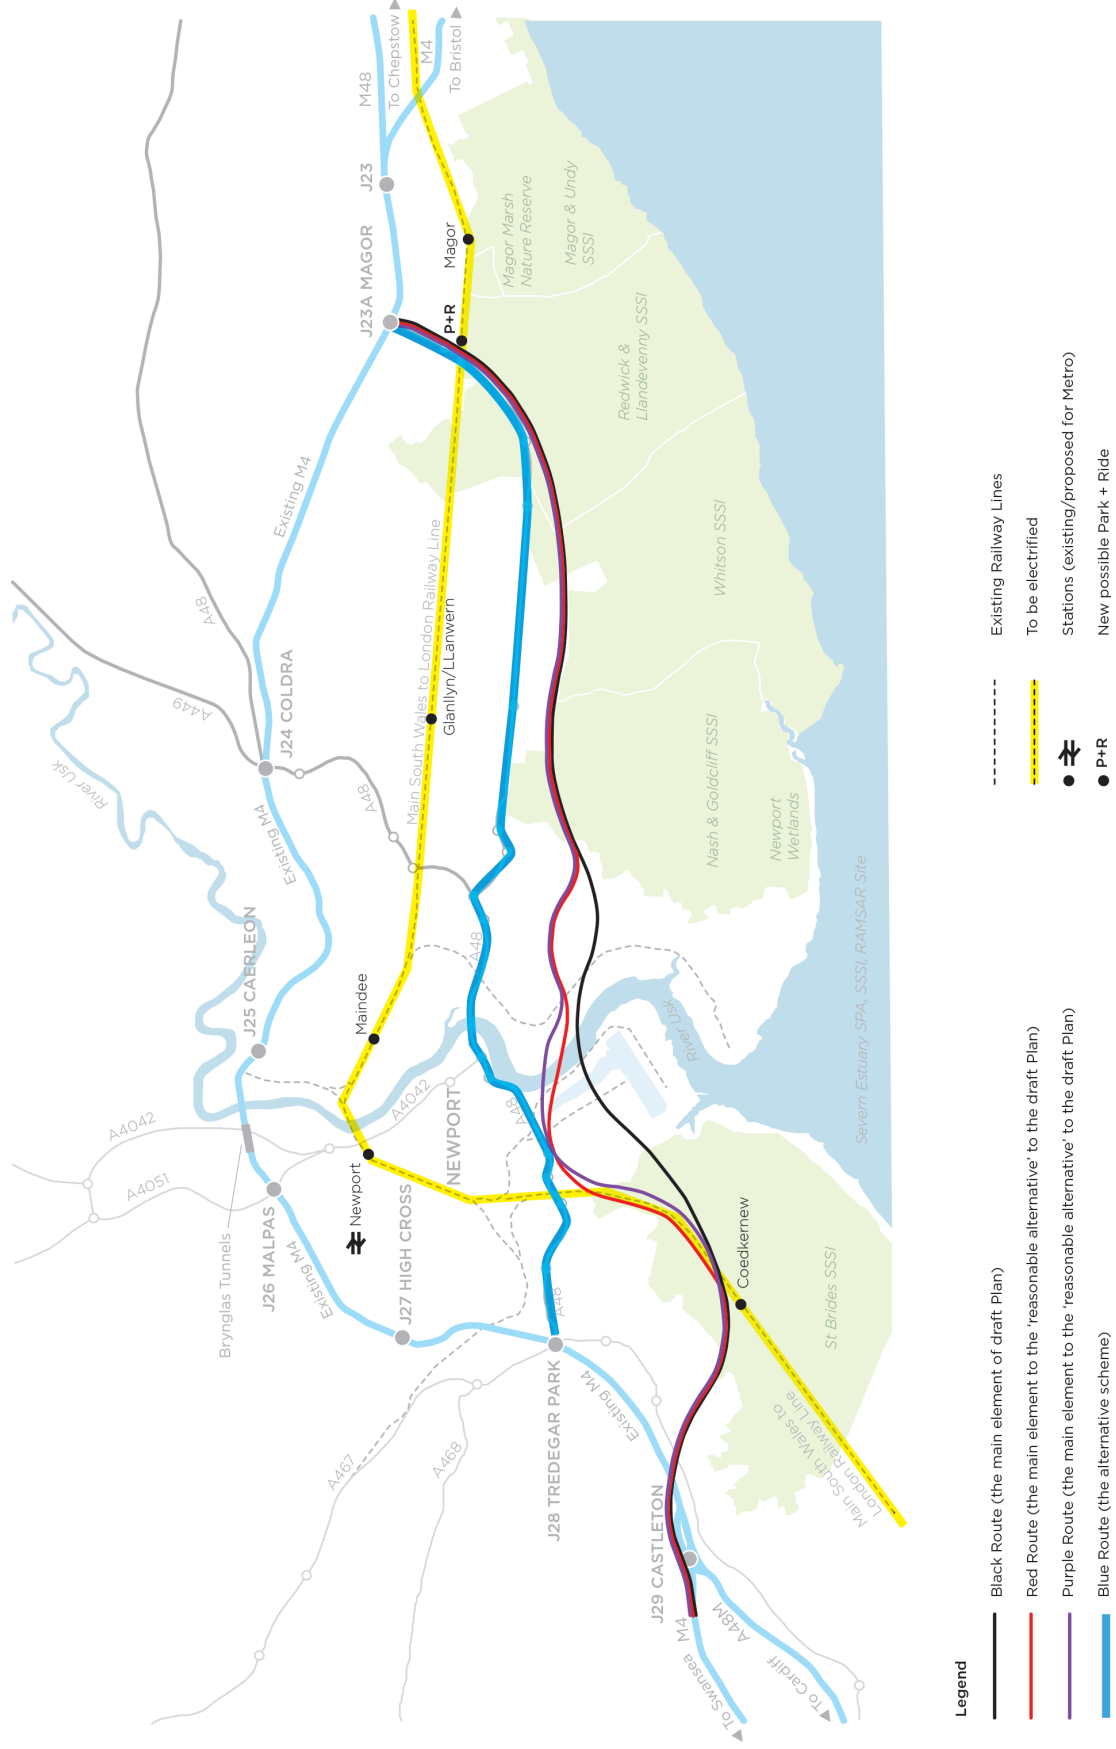 M48
To Chepstow
M4
To Bristol
J23
J23A MAGOR
Magor
P+R
Magor Marsh
Nature Reserve
Magor & Undy
SSSI
Redwick &
Llandevenny SSSI
Whitson SSSI
Nash & Goldcliff SSSI
Newport
Wetlands
Severn Estuary SPA, SSSI, RAMSAR Site
Existing M4
A48
A449
J24 COLDRA
River Usk
Main South Wales to London Railway Line
Glanllyn/LLanwern
A48
Existing M4
J25 CAERLEON
Maindee
A48
River Usk
A4042
A4042
A4051
NEWPORT
A48
Newport
Brynglas Tunnels
J26 MALPAS
Existing M4
J27 HIGH CROSS
A48
J28 TREDEGAR PARK
Coedkernew
St Brides SSSI
Main South Wales to
London Railway Line
A467
A468
Existing M4
J29 CASTLETON
M4
A48M
To Swansea
To Cardiff
Legend
Black Route (the main element of draft Plan)
Red Route (the main element to the ‘reasonable alternative’ to the draft Plan)
Purple Route (the main element to the ‘reasonable alternative’ to the draft Plan)
Blue Route (the alternative scheme)
Existing Railway Lines
To be electrified
Stations (existing/proposed for Metro)
P+R
New possible Park + Ride